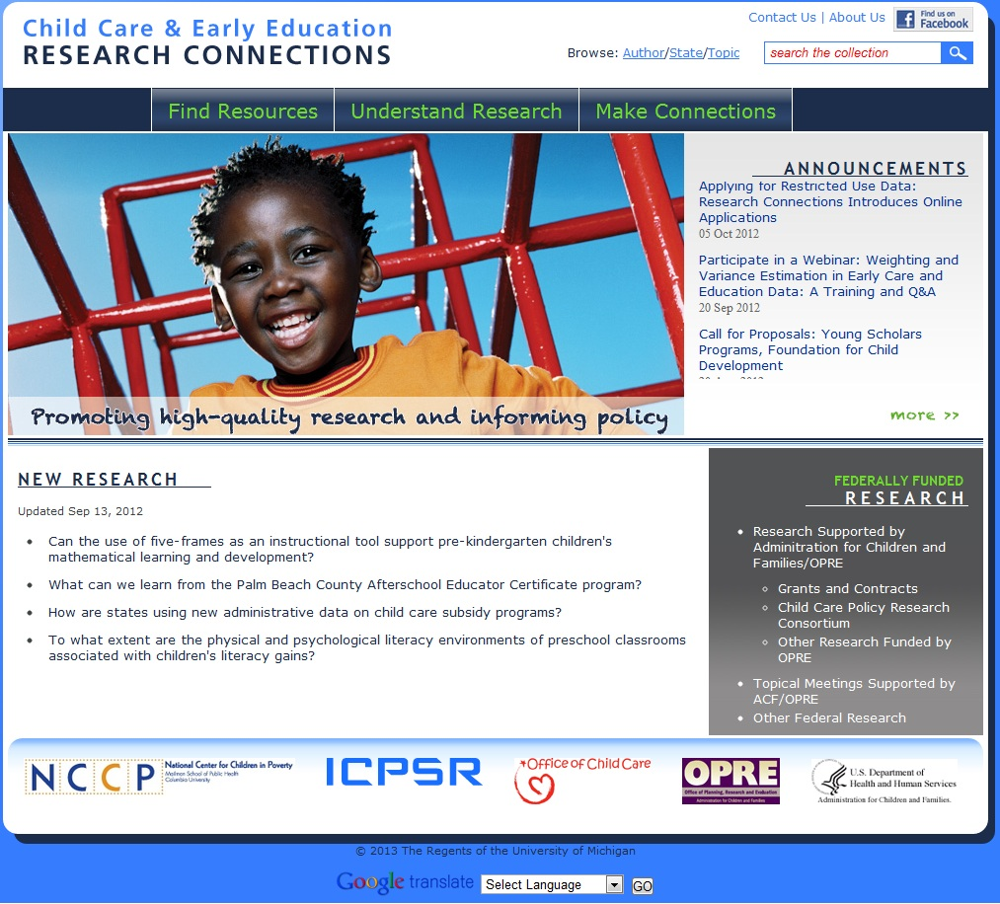 Child Care & Early Education
RESEARCH CONNECTIONS
Contact Us | About Us
Find us on
Facebook
Browse: Author/State/Topic
search the collection
Find Resources
Understand Research
Make Connections
Promoting high-quality research and informing policy
ANNOUNCEMENTS
Applying for Restricted Use Data:
Research Connections Introduces Online
Applications
05 Oct 2012
Participate in a Webinar: Weighting and
Variance Estimation in Early Care and
Education Data: A Training and Q&A
20 Sep 2012
Call for Proposals: Young Scholars
Programs, Foundation for Child
Development
more >>
NEW RESEARCH
Updated Sep 13, 2012
Can the use of five-frames as an instructional tool support pre-kindergarten children's
mathematical learning and development?
What can we learn from the Palm Beach County Afterschool Educator Certificate program?
How are states using new administrative data on child care subsidy programs?
To what extent are the physical and psychological literacy environments of preschool classrooms
associated with children's literacy gains?
FEDERALLY FUNDED
RESEARCH
Research Supported by
Adminitration for Children and
Families/OPRE
Grants and Contracts
Child Care Policy Research
Consortium
Other Research Funded by
OPRE
Topical Meetings Supported by
ACF/OPRE
Other Federal Research
NCCP
National Center for Children in Poverty
Mailman School of Public Health
Columbia University
ICPSR
Office of Child Care
OPRE
Office of Planning, Research and Evaluation
Administration for Children and Families
U.S. Department of
Health and Human Services
Administration for Children and Families.
© 2013 The Regents of the University of Michigan
Google translate
Select Language
GO